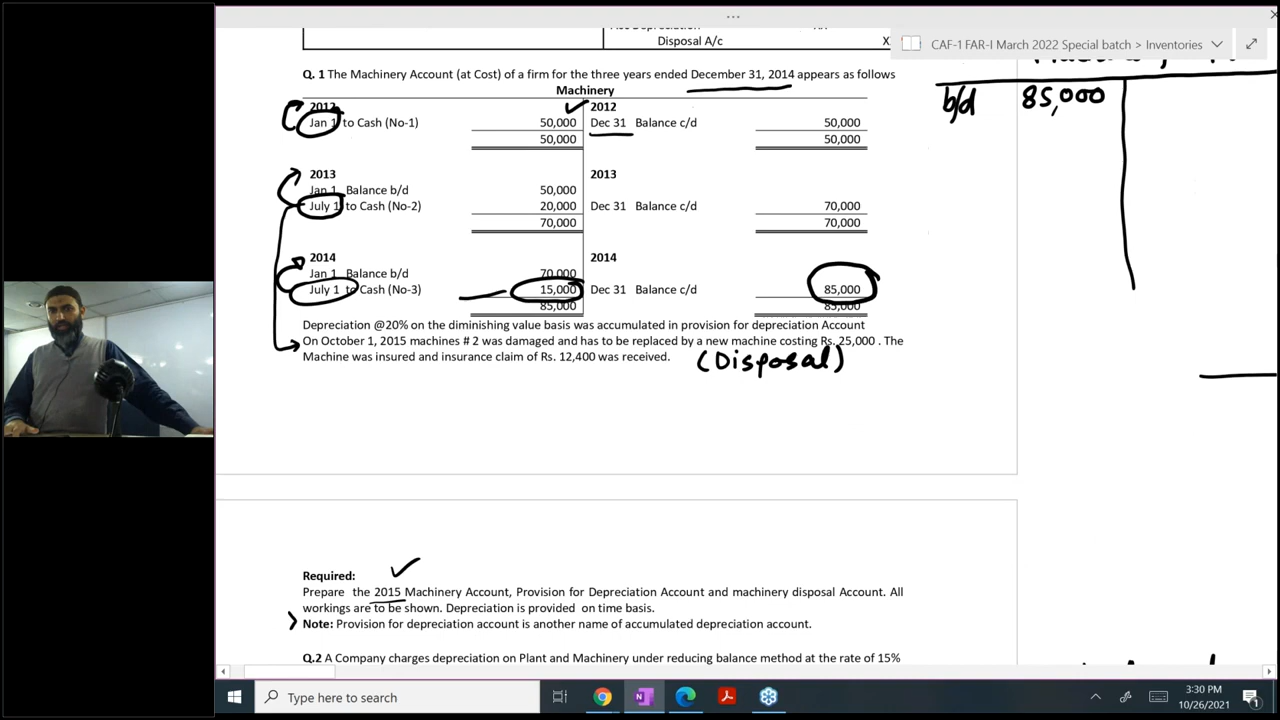 Disposal A/c
CAF-1 FAR-I March 2022 Special batch > Inventories
Q. 1 The Machinery Account (at Cost) of a firm for the three years ended December 31, 2014 appears as follows
Machinery
2012 2012
Jan 1 to Cash (No-1) 50,000 Dec 31 Balance c/d 50,000
50,000 50,000
2013 2013
Jan 1 Balance b/d 50,000
July 1 to Cash (No-2) 20,000 Dec 31 Balance c/d 70,000
70,000 70,000
2014 2014
Jan 1 Balance b/d 70,000
July 1 to Cash (No-3) 15,000 Dec 31 Balance c/d 85,000
85,000 85,000
Depreciation @20% on the diminishing value basis was accumulated in provision for depreciation Account
On October 1, 2015 machines # 2 was damaged and has to be replaced by a new machine costing Rs. 25,000 . The
Machine was insured and insurance claim of Rs. 12,400 was received.
(Disposal)
b/d 85,000
Required:
Prepare the 2015 Machinery Account, Provision for Depreciation Account and machinery disposal Account. All
workings are to be shown. Depreciation is provided on time basis.
Note: Provision for depreciation account is another name of accumulated depreciation account.
Q.2 A Company charges depreciation on Plant and Machinery under reducing balance method at the rate of 15%
Type here to search
3:30 PM
10/26/2021